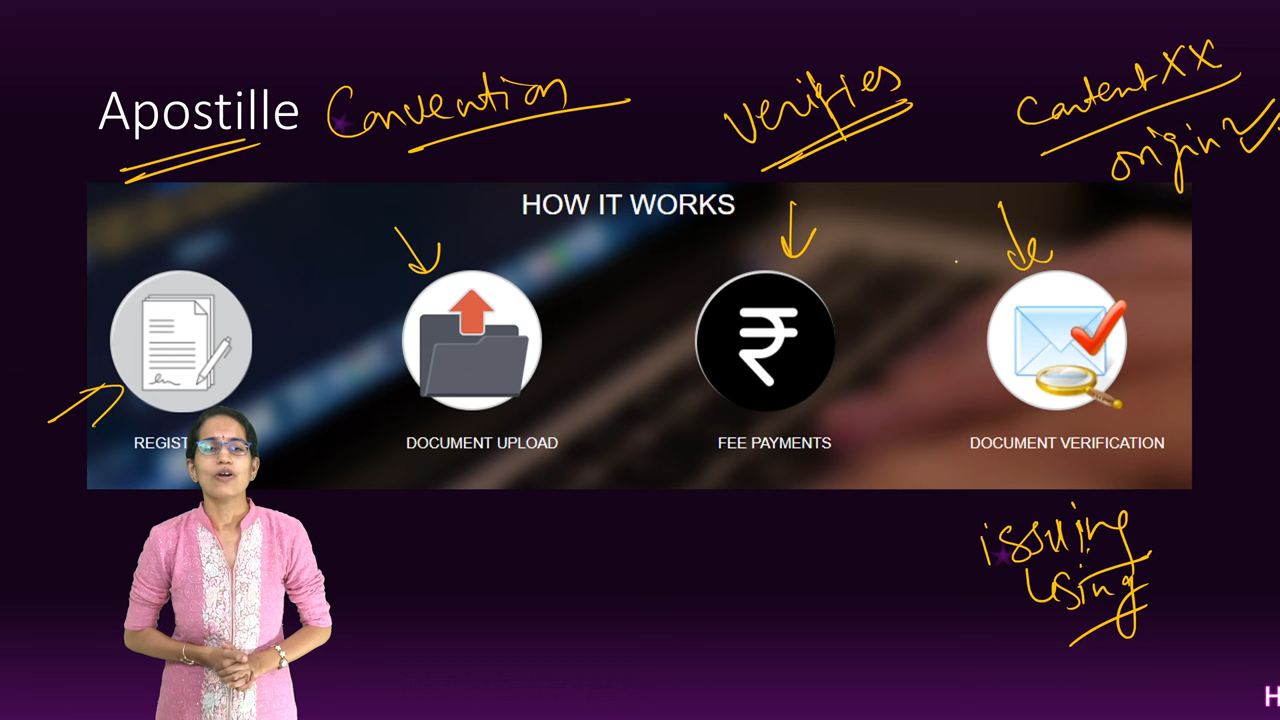 Apostille Convention
Verifies
Content XX
origin
HOW IT WORKS
REGIST
DOCUMENT UPLOAD
FEE PAYMENTS
DOCUMENT VERIFICATION
issuing
using
H